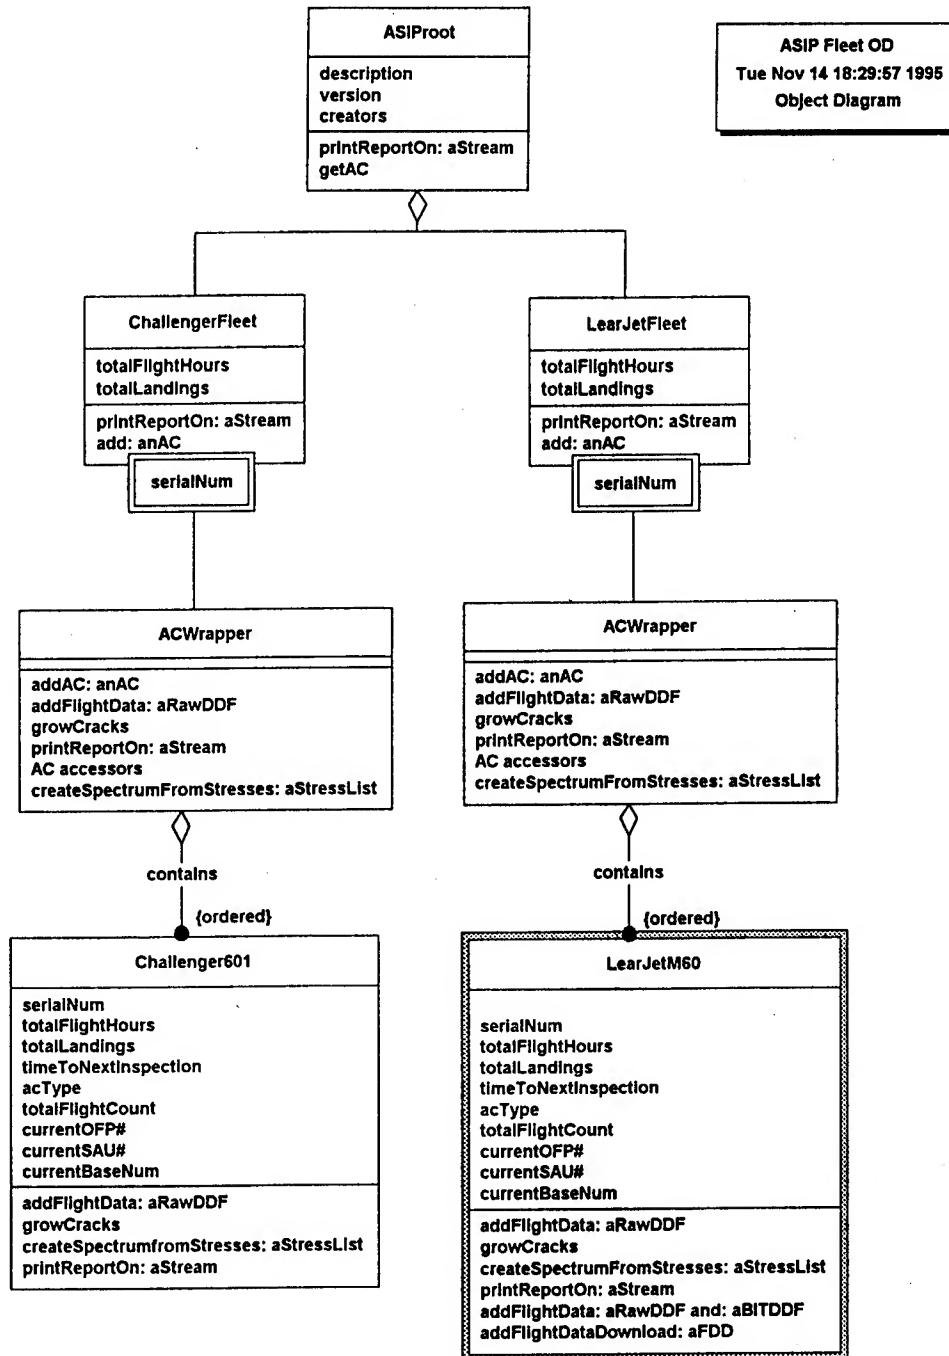 ASIProot
description
version
creators
printReportOn: aStream
getAC
ASIP Fleet OD
Tue Nov 14 18:29:57 1995
Object Diagram
ChallengerFleet
totalFlightHours
totalLandings
printReportOn: aStream
add: anAC
serialNum
LearJetFleet
totalFlightHours
totalLandings
printReportOn: aStream
add: anAC
serialNum
ACWrapper
addAC: anAC
addFlightData: aRawDDF
growCracks
printReportOn: aStream
AC accessors
createSpectrumFromStresses: aStressList
ACWrapper
addAC: anAC
addFlightData: aRawDDF
growCracks
printReportOn: aStream
AC accessors
createSpectrumFromStresses: aStressList
contains
{ordered}
contains
{ordered}
Challenger601
serialNum
totalFlightHours
totalLandings
timeToNextInspection
acType
totalFlightCount
currentOFP#
currentSAU#
currentBaseNum
addFlightData: aRawDDF
growCracks
createSpectrumfromStresses: aStressList
printReportOn: aStream
LearJetM60
serialNum
totalFlightHours
totalLandings
timeToNextInspection
acType
totalFlightCount
currentOFP#
currentSAU#
currentBaseNum
addFlightData: aRawDDF
growCracks
createSpectrumFromStresses: aStressList
printReportOn: aStream
addFlightData: aRawDDF and: aBITDDF
addFlightDataDownload: aFDD